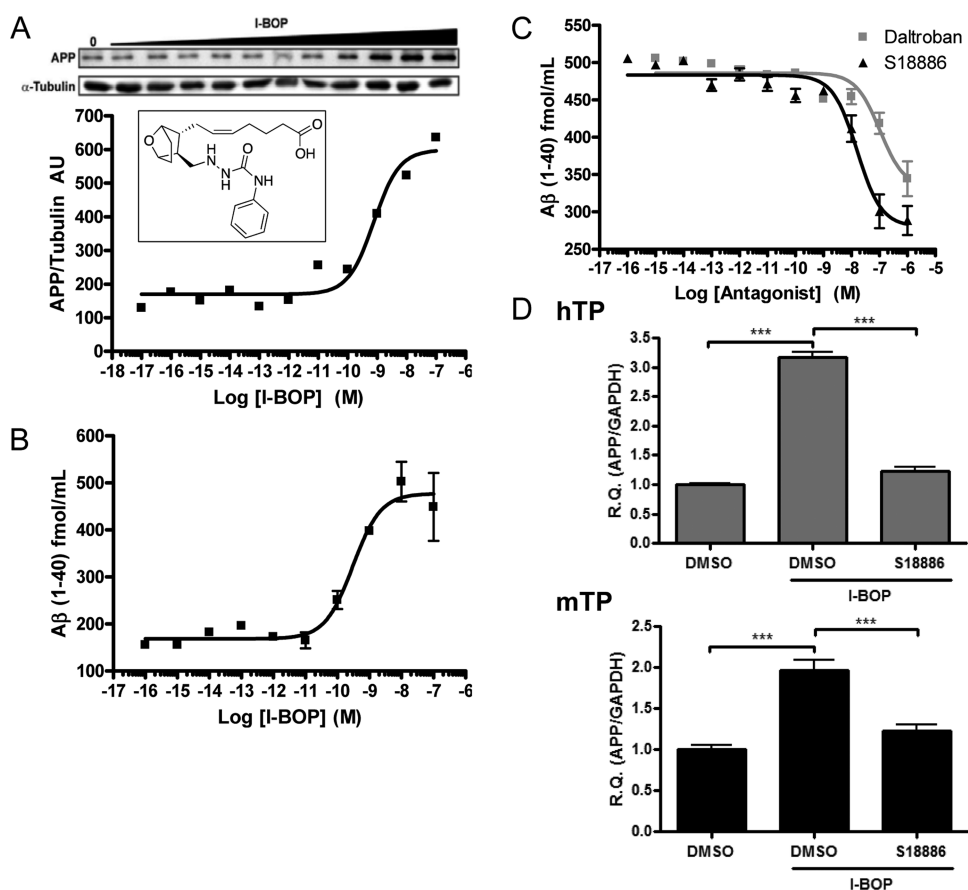 A
I-BOP
0
APP
α-Tubulin
700
600
500
400
300
200
100
0
APP/Tubulin AU
O
O
OH
H
N
N
H
O
NH
-18 -17 -16 -15 -14 -13 -12 -11 -10 -9 -8 -7 -6
Log [I-BOP] (M)
B
600
500
400
300
200
100
Aβ (1-40) fmol/mL
-17 -16 -15 -14 -13 -12 -11 -10 -9 -8 -7 -6
Log [I-BOP] (M)
C
Daltroban
S18886
550
500
450
400
350
300
250
Aβ (1-40) fmol/mL
-17 -16 -15 -14 -13 -12 -11 -10 -9 -8 -7 -6 -5
Log [Antagonist] (M)
D hTP
*** ***
3.5
3.0
2.5
2.0
1.5
1.0
0.5
0.0
R.Q. (APP/GAPDH)
DMSO DMSO S18886
I-BOP
mTP
*** ***
2.5
2.0
1.5
1.0
0.5
0.0
R.Q. (APP/GAPDH)
DMSO DMSO S18886
I-BOP